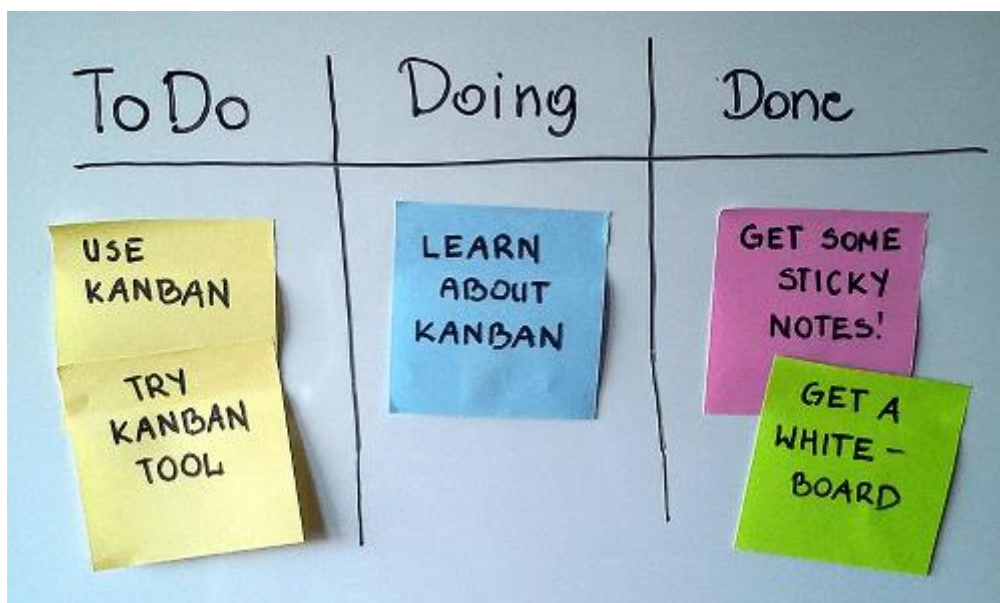 To Do
Doing
Done
USE
KANBAN
TRY
KANBAN
TOOL
LEARN
ABOUT
KANBAN
GET SOME
STICKY
NOTES!
GET A
WHITE-
BOARD